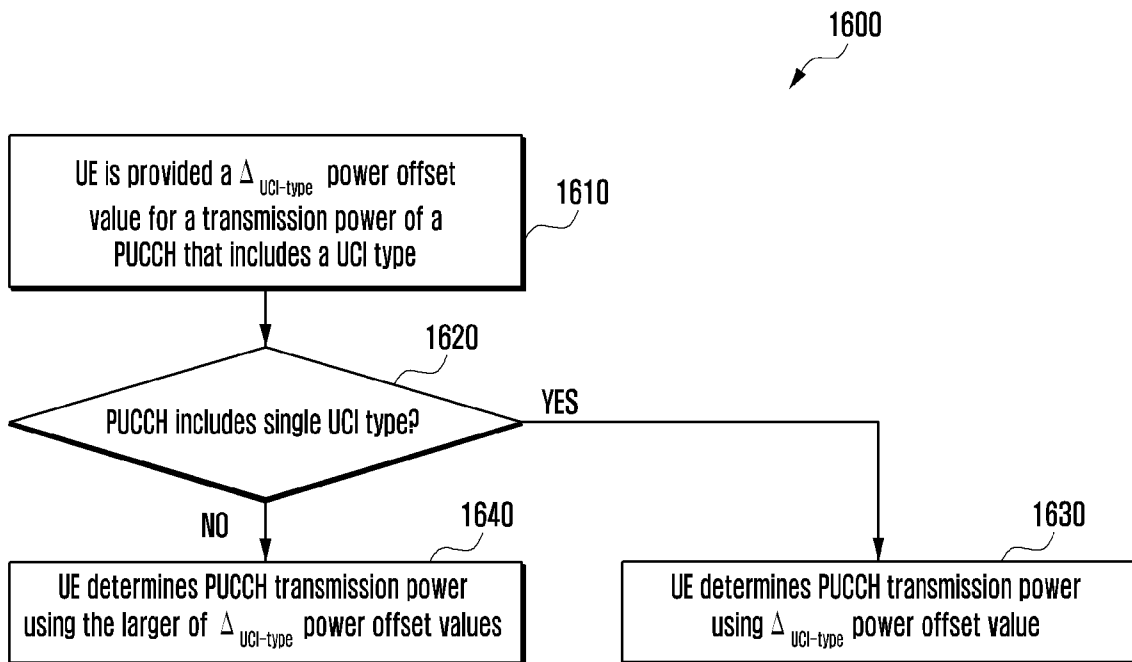 1600
UE is provided a Δ UCI-type power offset
value for a transmission power of a
PUCCH that includes a UCI type
1610
1620
PUCCH includes single UCI type?
YES
NO
1640
1630
UE determines PUCCH transmission power
using the larger of Δ UCI-type power offset values
UE determines PUCCH transmission power
using Δ UCI-type power offset value